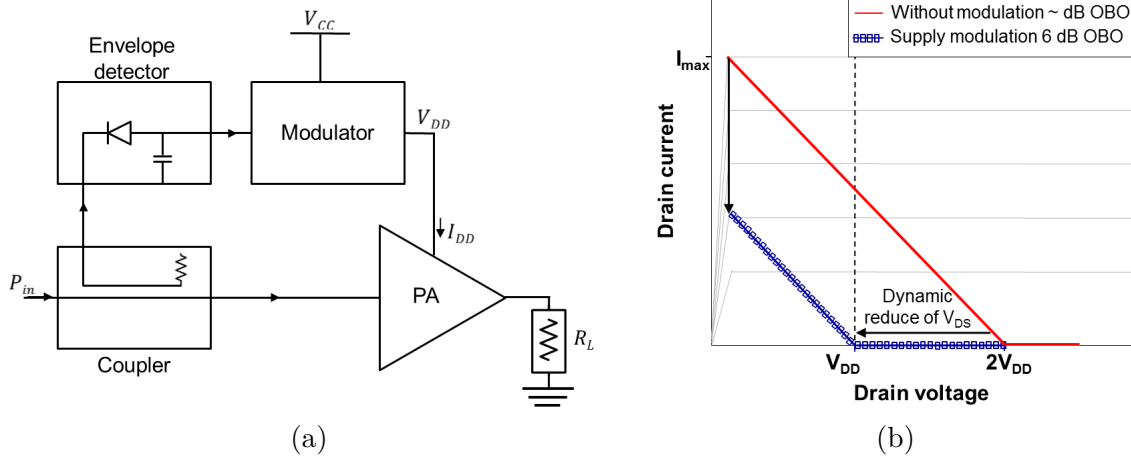 V_CC
Envelope
detector
Modulator
V_DD
I_DD
P_in
PA
R_L
Coupler
(a)
Without modulation ~ dB OBO
Supply modulation 6 dB OBO
I_max
Drain current
Dynamic
reduce of V_DS
V_DD
2V_DD
Drain voltage
(b)